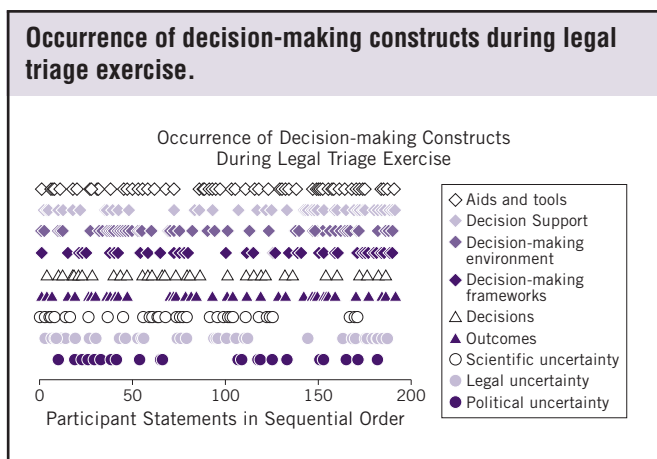 Occurrence of decision-making constructs during legal
triage exercise.
Occurrence of Decision-making Constructs
During Legal Triage Exercise
Aids and tools
Decision Support
Decision-making
environment
Decision-making
frameworks
Decisions
Outcomes
Scientific uncertainty
Legal uncertainty
Political uncertainty
0 50 100 150 200
Participant Statements in Sequential Order